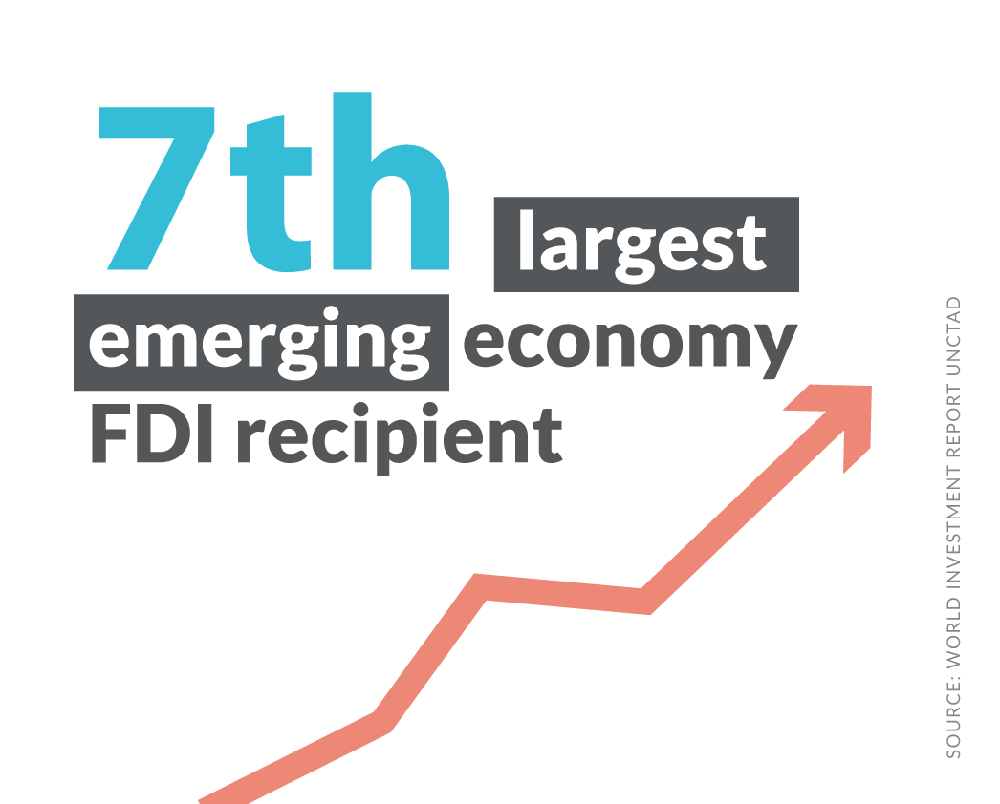 7th largest
emerging economy
FDI recipient
SOURCE: WORLD INVESTMENT REPORT UNCTAD